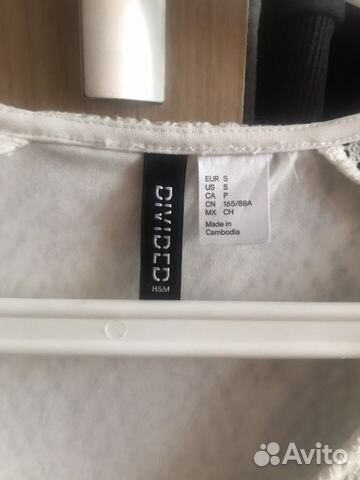 DIVIDED
H&M
EUR S
US S
CA P
CN 165/88A
MX CH
Made in
Cambodia
Avito